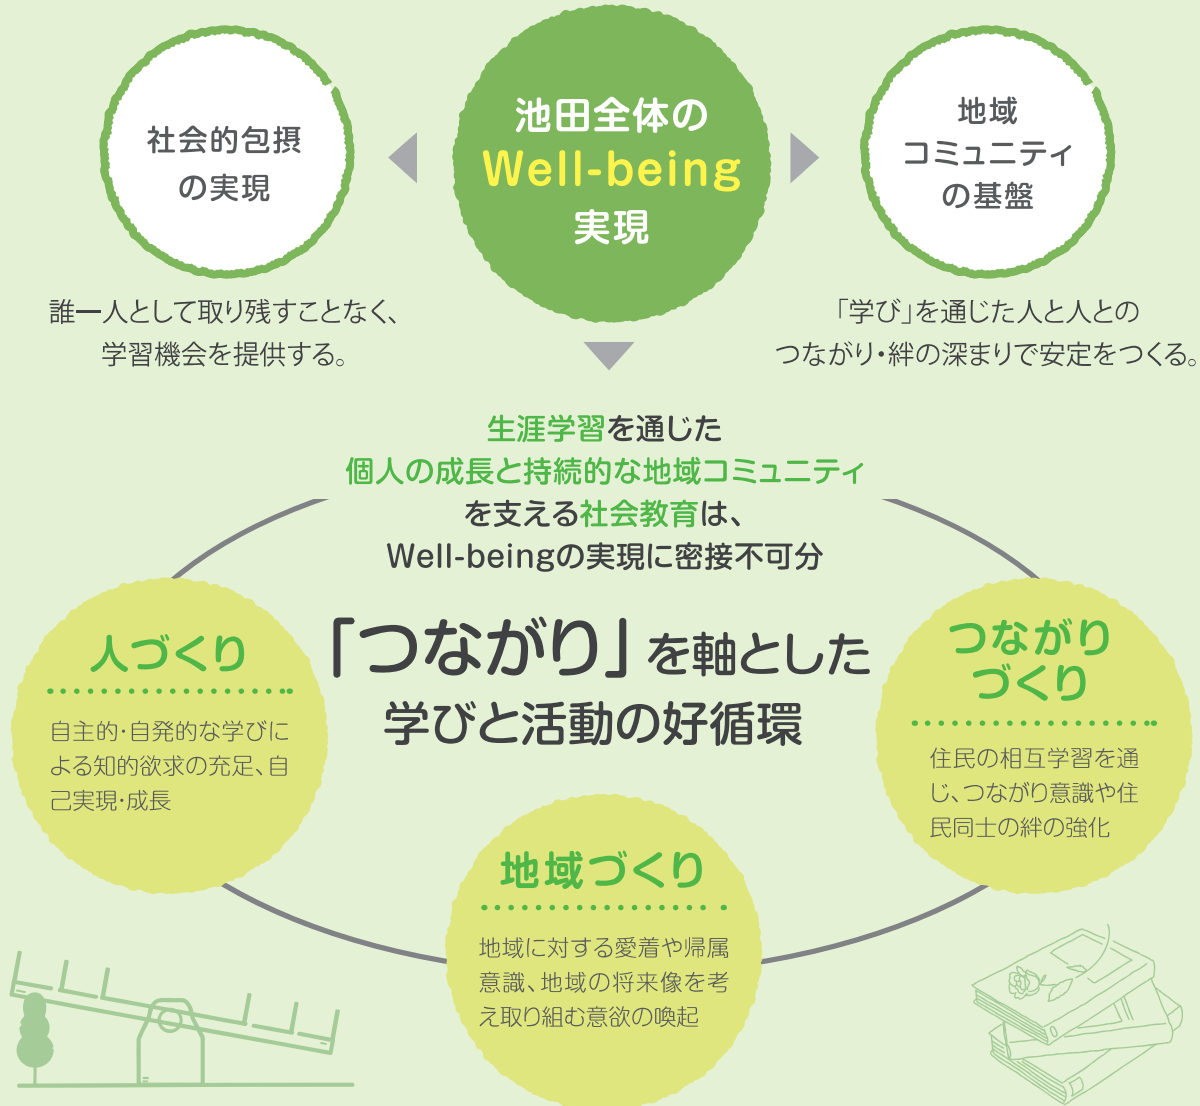 社会的包摂
の実現
誰一人として取り残すことなく、
学習機会を提供する。
池田全体の
Well-being
実現
地域
コミュニティ
の基盤
「学び」を通じた人と人との
つながり・絆の深まりで安定をつくる。
生涯学習を通じた
個人の成長と持続的な地域コミュニティ
を支える社会教育は、
Well-beingの実現に密接不可分
「つながり」を軸とした
学びと活動の好循環
人づくり
自主的・自発的な学びに
よる知的欲求の充足、自
己実現・成長
つながり
づくり
住民の相互学習を通
じ、つながり意識や住
民同士の絆の強化
地域づくり
地域に対する愛着や帰属
意識、地域の将来像を考
え取り組む意欲の喚起